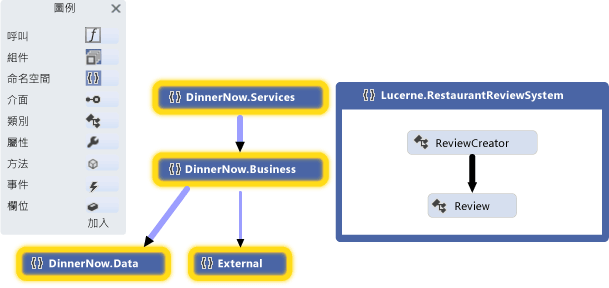 圖例
呼叫
組件
命名空間
介面
類別
屬性
方法
事件
欄位
加入
DinnerNow.Services
DinnerNow.Business
DinnerNow.Data
External
Lucerne.RestaurantReviewSystem
ReviewCreator
Review